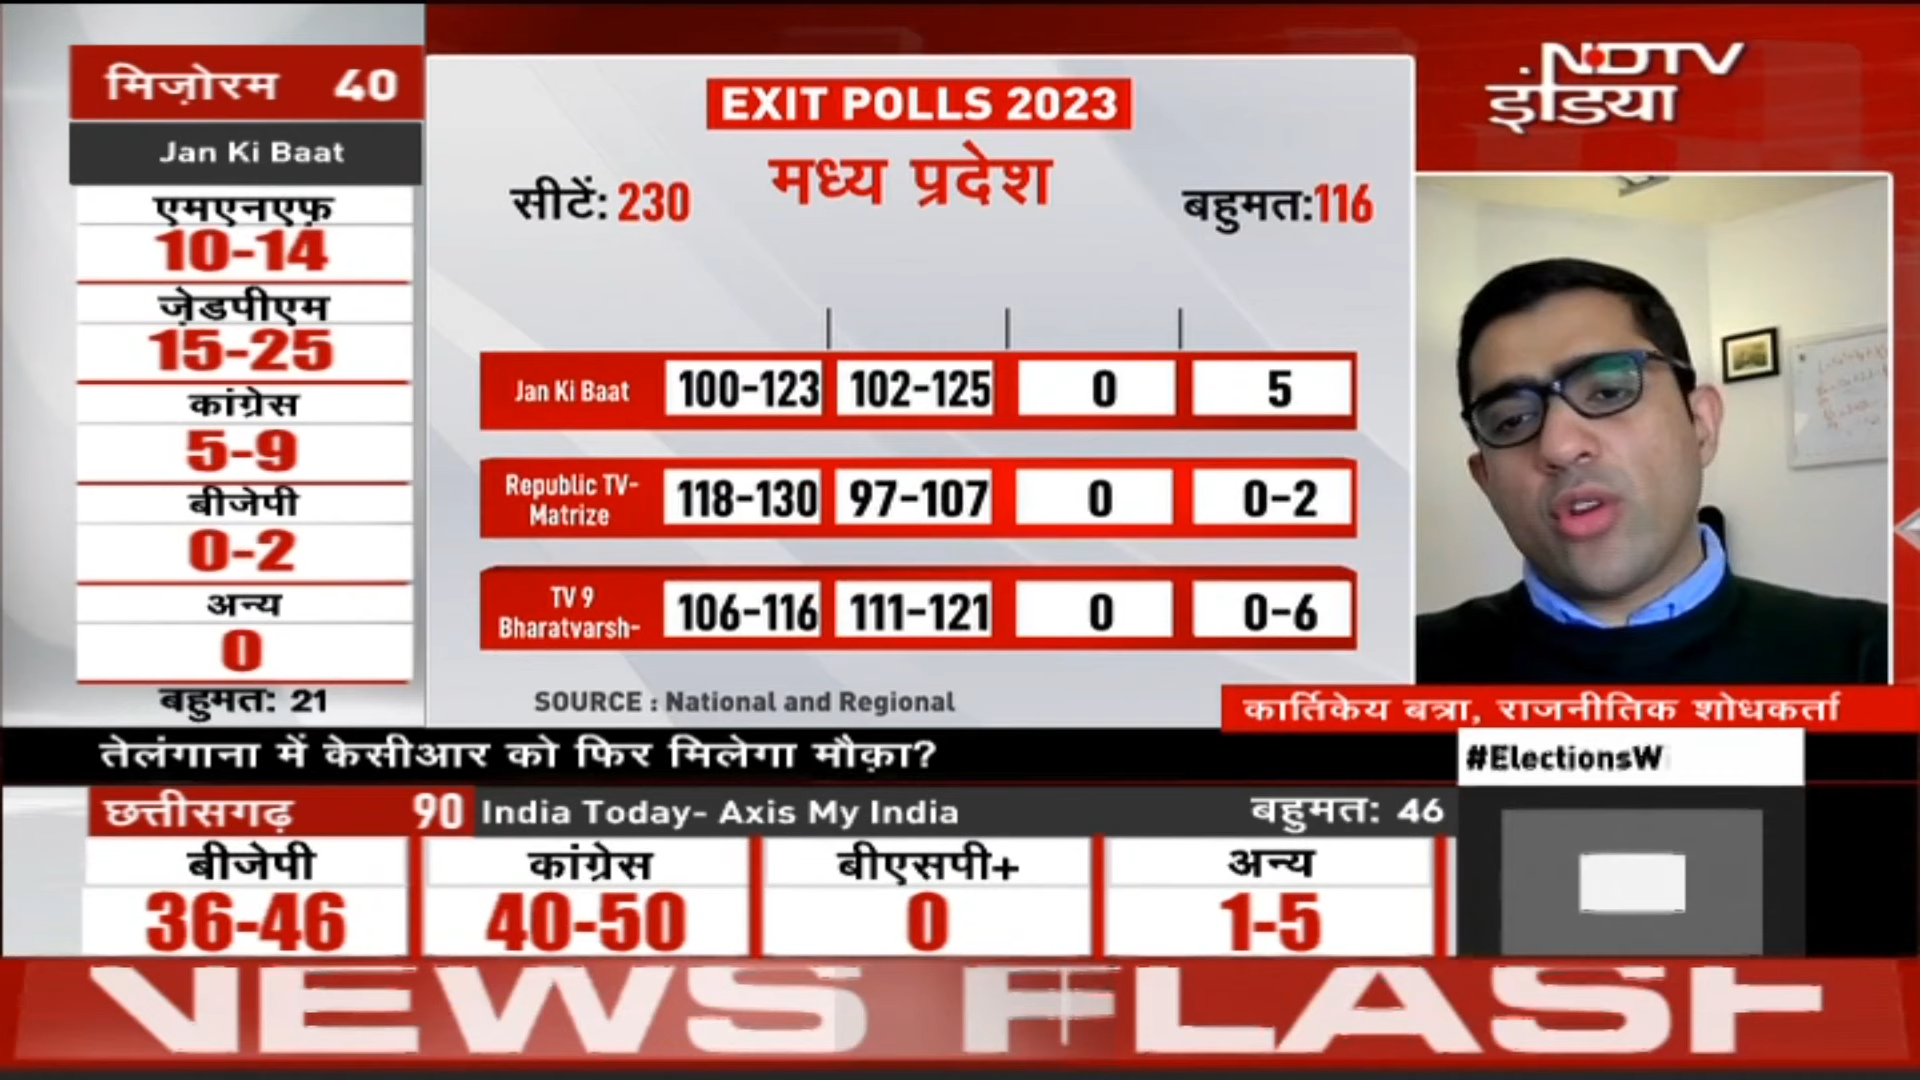 मिज़ोरम 40
Jan Ki Baat
एमएनएफ़
10-14
ज़ेडपीएम
15-25
कांग्रेस
5-9
बीजेपी
0-2
अन्य
0
बहुमत: 21
EXIT POLLS 2023
मध्य प्रदेश
सीटें: 230
बहुमत:116
Jan Ki Baat 100-123 102-125 0 5
Republic TV-
Matrize 118-130 97-107 0 0-2
TV 9
Bharatvarsh- 106-116 111-121 0 0-6
SOURCE : National and Regional
NDTV
इंडिया
कार्तिकेय बत्रा, राजनीतिक शोधकर्ता
तेलंगाना में केसीआर को फिर मिलेगा मौक़ा?
#ElectionsW
छत्तीसगढ़ 90 India Today- Axis My India बहुमत: 46
बीजेपी कांग्रेस बीएसपी+ अन्य
36-46 40-50 0 1-5
NEWS FLASH